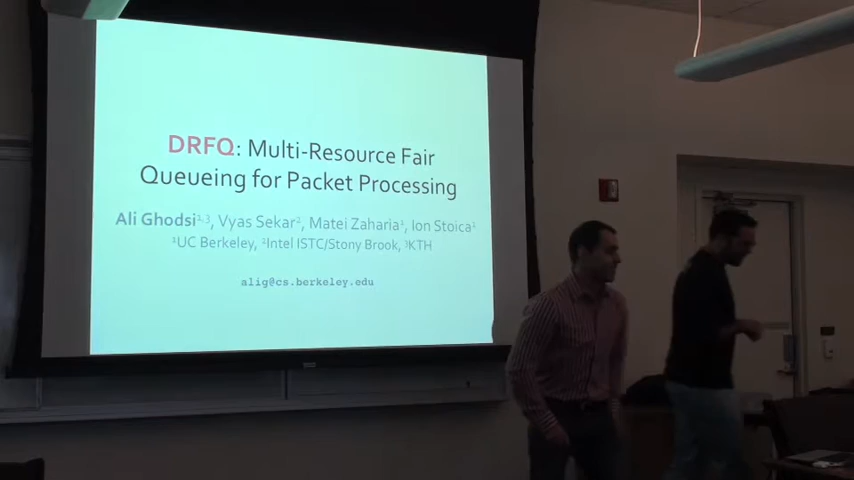 DRFQ: Multi-Resource Fair
Queueing for Packet Processing
Ali Ghodsi¹,³, Vyas Sekar², Matei Zaharia¹, Ion Stoica¹
¹UC Berkeley, ²Intel ISTC/Stony Brook, ³KTH
alig@cs.berkeley.edu